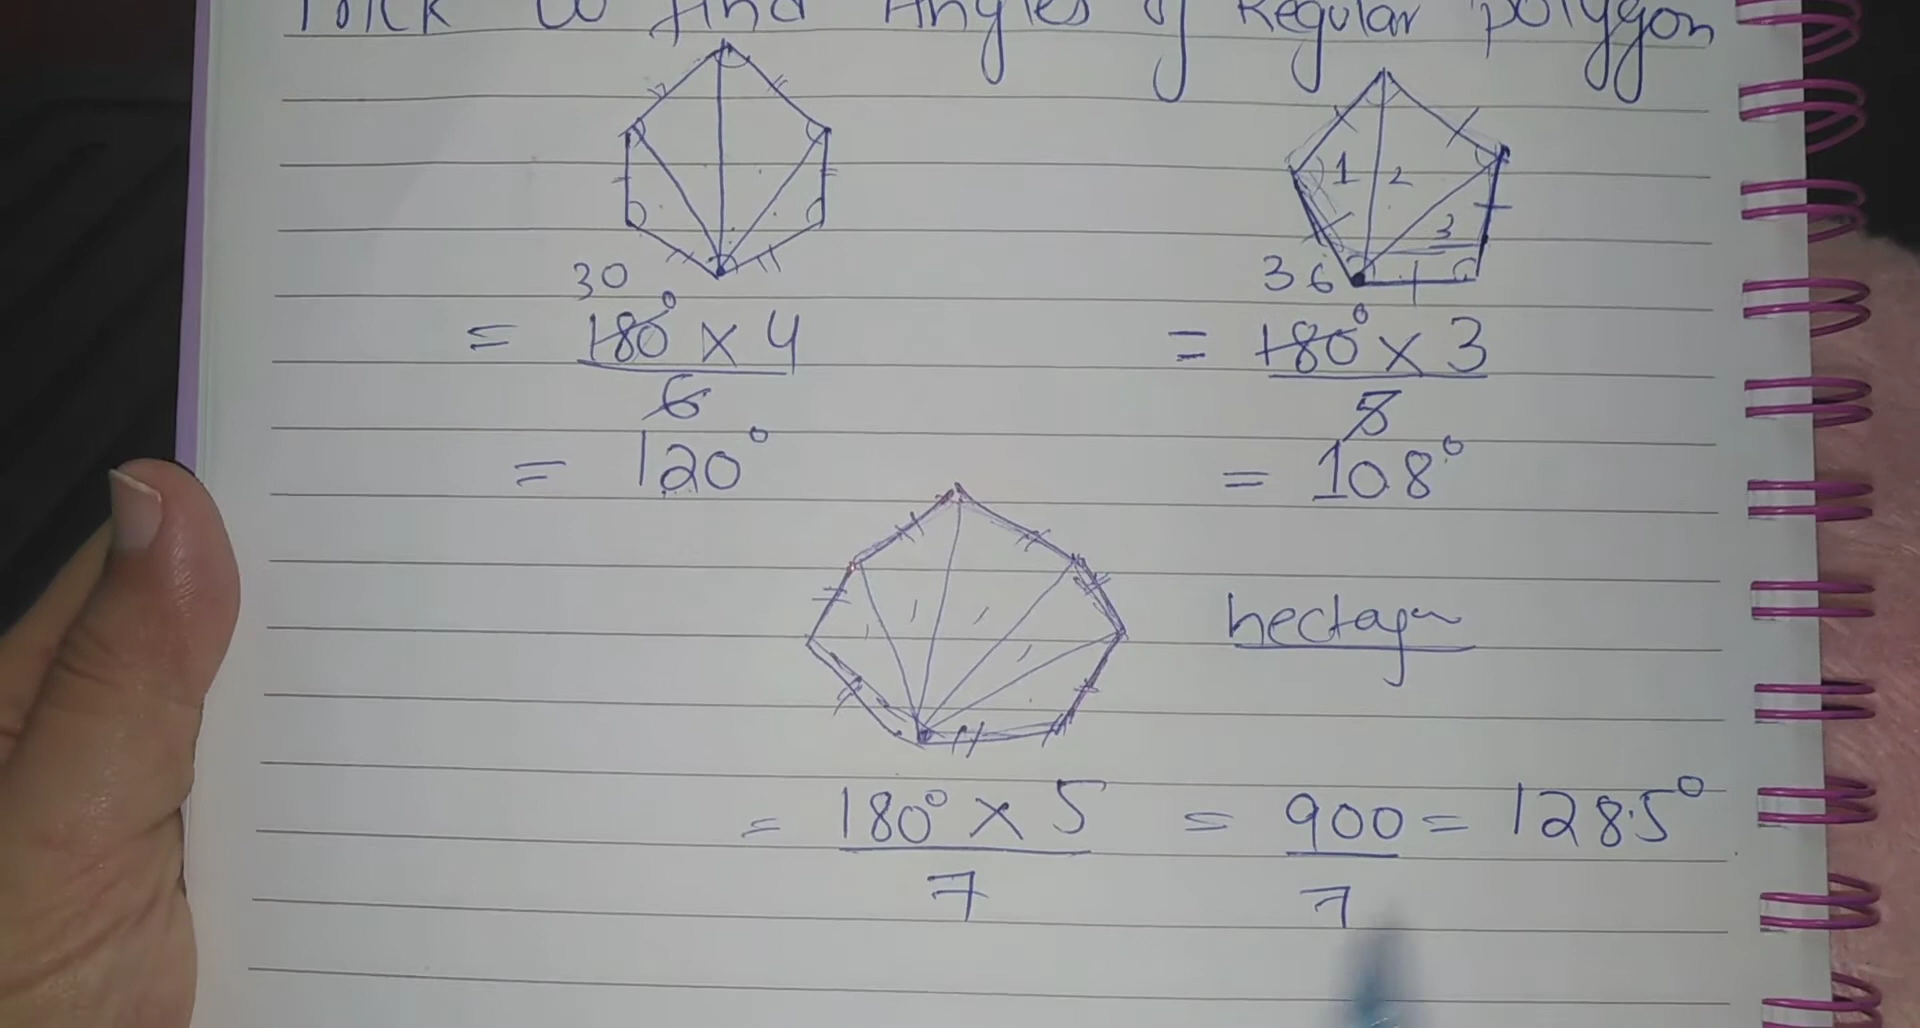 Trick to find Angles of Regular polygon
1 2
3
30
36
= 180° × 4 / 6
= 180° × 3 / 5
= 120°
= 108°
hectagon
= 180° × 5 / 7 = 900 / 7 = 128.5°